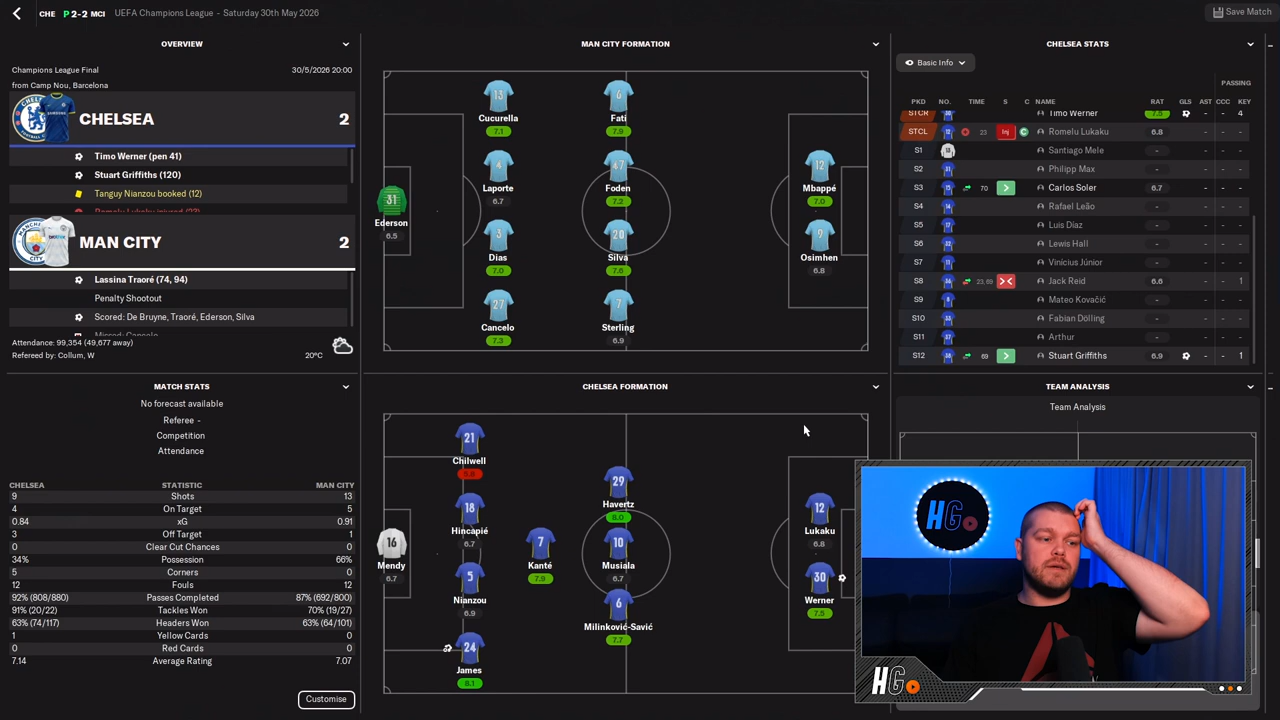 CHE P 2-2 MCI UEFA Champions League - Saturday 30th May 2026
Save Match
OVERVIEW
Champions League Final 30/5/2026 20:00
from Camp Nou, Barcelona
CHELSEA 2
Timo Werner (pen 41)
Stuart Griffiths (120)
Tanguy Nianzou booked (12)
Romelu Lukaku injured (23)
MAN CITY 2
Lassina Traoré (74, 94)
Penalty Shootout
Scored: De Bruyne, Traoré, Ederson, Silva
Missed: Cancelo
Attendance: 99,354 (49,677 away)
Refereed by: Collum, W 20ºC
MATCH STATS
No forecast available
Referee -
Competition
Attendance
CHELSEA STATISTIC MAN CITY
9 Shots 13
4 On Target 5
0.84 xG 0.91
3 Off Target 1
0 Clear Cut Chances 0
34% Possession 66%
5 Corners 0
12 Fouls 12
92% (808/880) Passes Completed 87% (692/800)
91% (20/22) Tackles Won 70% (19/27)
63% (74/117) Headers Won 63% (64/101)
1 Yellow Cards 0
0 Red Cards 0
7.14 Average Rating 7.07
Customise
MAN CITY FORMATION
13 6
Cucurella Fati
7.1 7.9
4 47 12
Laporte Foden Mbappé
6.7 7.2 7.0
31
Ederson
6.5
3 20 9
Dias Silva Osimhen
7.0 7.6 6.8
27 7
Cancelo Sterling
7.3 6.9
CHELSEA FORMATION
21
Chilwell
29
Havertz
8.0
18 12
Hincapié Lukaku
6.7 6.8
16 7 10
Mendy Kanté Musiala
6.7 7.9 6.7
5 30
Nianzou Werner
6.9 7.5
6
Milinković-Savić
7.7
24
James
8.1
CHELSEA STATS
Basic Info
PASSING
PKD NO. TIME S C NAME RAT GLS AST CCC KEY
STCR 30 Timo Werner 7.5 - - 4
STCL 12 23 Inj C Romelu Lukaku 6.8 - - - -
S1 Santiago Mele - - - - -
S2 Philipp Max - - - - -
S3 70 Carlos Soler 6.7 - - - -
S4 Rafael Leão - - - - -
S5 Luis Díaz - - - - -
S6 Lewis Hall - - - - -
S7 Vinícius Júnior - - - - -
S8 23, 69 Jack Reid 6.6 - - - 1
S9 Mateo Kovačić - - - - -
S10 Fabian Dölling - - - - -
S11 Arthur - - - - -
S12 69 Stuart Griffiths 6.9 - - 1
TEAM ANALYSIS
Team Analysis
HG
HG